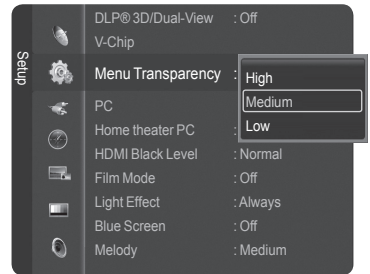 Setup
DLP® 3D/Dual-View : Off
V-Chip
Menu Transparency :
High
Medium
Low
PC
Home theater PC :
HDMI Black Level : Normal
Film Mode : Off
Light Effect : Always
Blue Screen : Off
Melody : Medium